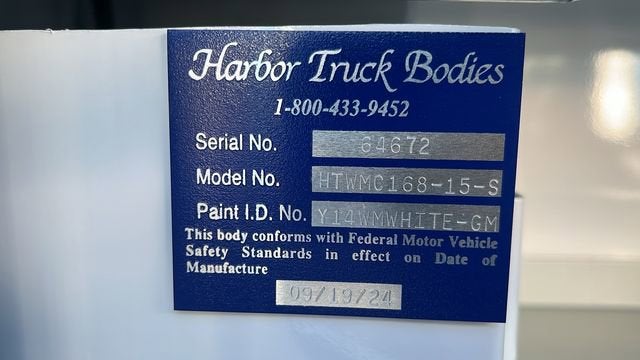 Harbor Truck Bodies
1-800-433-9452
Serial No. 64672
Model No. HTWMC168-15-S
Paint I.D. No. Y14WMWHITE-GM
This body conforms with Federal Motor Vehicle
Safety Standards in effect on Date of
Manufacture
09/19/24